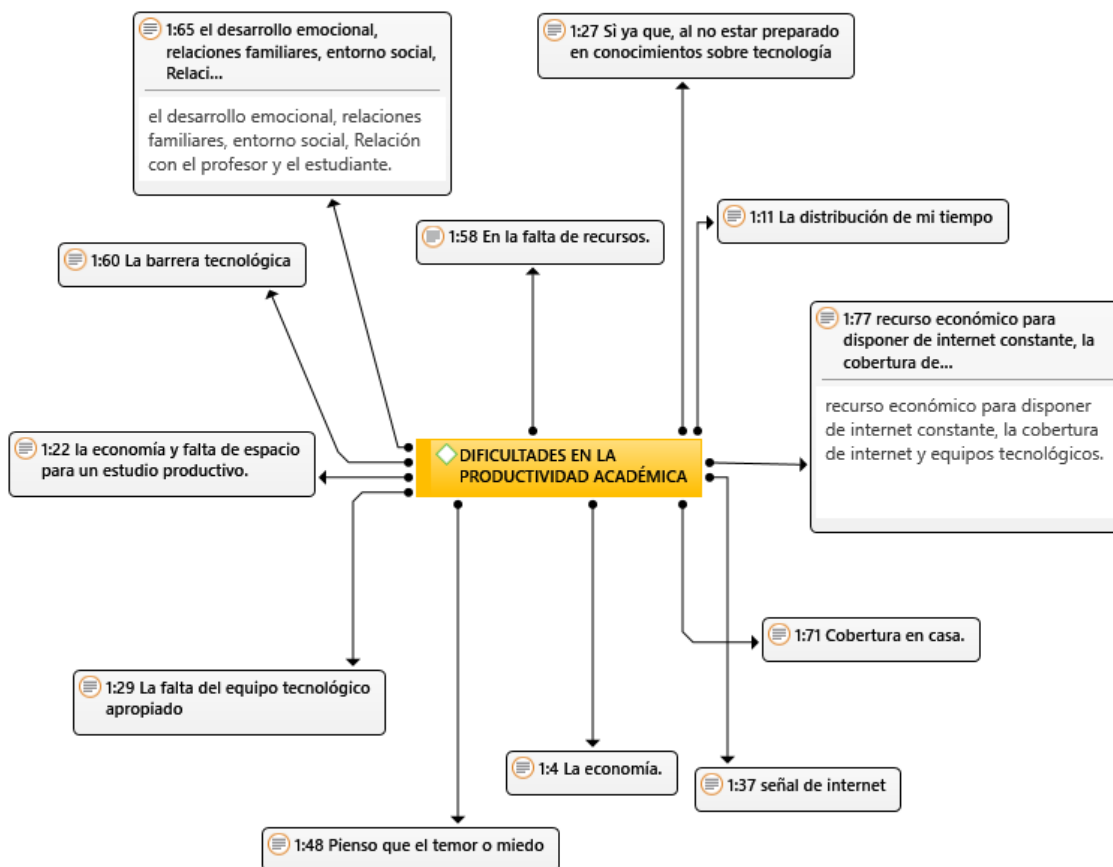 1:65 el desarrollo emocional,
relaciones familiares, entorno social,
Relaci...
el desarrollo emocional, relaciones
familiares, entorno social, Relación
con el profesor y el estudiante.
1:27 Sì ya que, al no estar preparado
en conocimientos sobre tecnología
1:11 La distribución de mi tiempo
1:58 En la falta de recursos.
1:60 La barrera tecnológica
1:77 recurso económico para
disponer de internet constante, la
cobertura de...
recurso económico para disponer
de internet constante, la cobertura
de internet y equipos tecnológicos.
1:22 la economía y falta de espacio
para un estudio productivo.
DIFICULTADES EN LA
PRODUCTIVIDAD ACADÉMICA
1:71 Cobertura en casa.
1:29 La falta del equipo tecnológico
apropiado
1:4 La economía.
1:37 señal de internet
1:48 Pienso que el temor o miedo